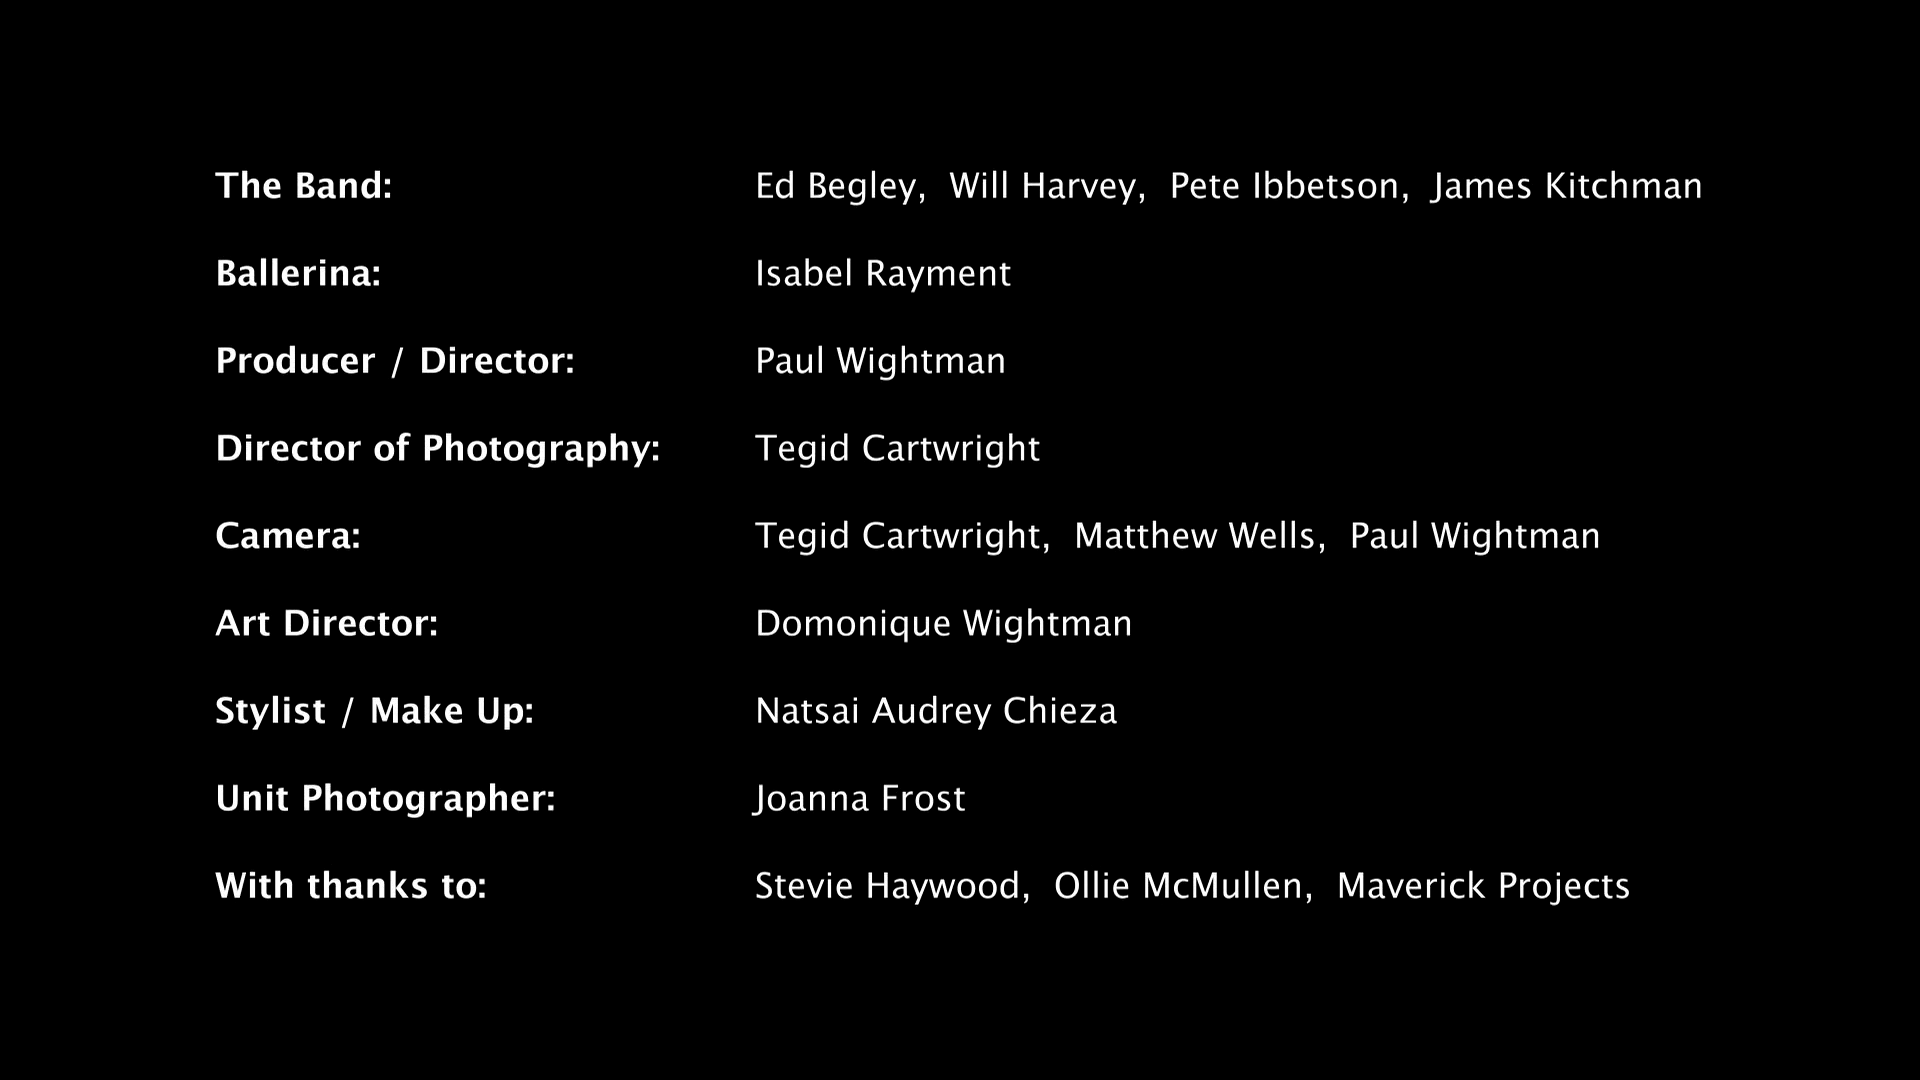 The Band: Ed Begley, Will Harvey, Pete Ibbetson, James Kitchman
Ballerina: Isabel Rayment
Producer / Director: Paul Wightman
Director of Photography: Tegid Cartwright
Camera: Tegid Cartwright, Matthew Wells, Paul Wightman
Art Director: Domonique Wightman
Stylist / Make Up: Natsai Audrey Chieza
Unit Photographer: Joanna Frost
With thanks to: Stevie Haywood, Ollie McMullen, Maverick Projects